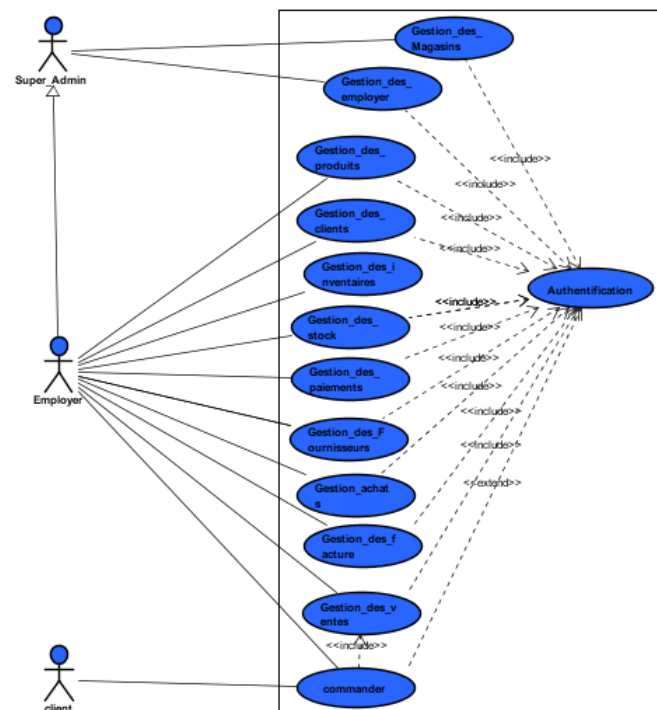 Gestion_des_
Magasins
Super_Admin
Gestion_des_
employer
Gestion_des_
produits
<<include>>
<<include>>
Gestion_des_
clients
<<include>>
<<include>>
Gestion_des_i
nventaires
Authentification
Gestion_des_
stock
<<include>>
<<include>>
Employer
Gestion_des_
paiements
<<include>>
Gestion_des_F
ournisseurs
<<include>>
<<include>>
<<include>>
Gestion_achat
s
<<extend>>
Gestion_des_f
acture
Gestion_des_v
entes
<<include>>
commander
client